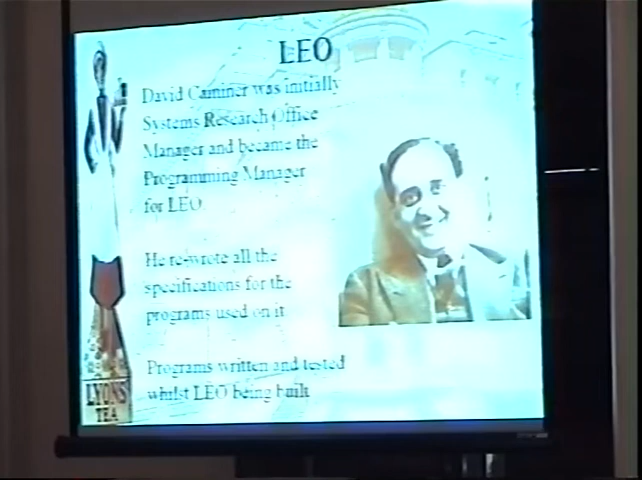 LEO
David Caminer was initially
Systems Research Office
Manager and became the
Programming Manager
for LEO
He re-wrote all the
specifications for the
programs used on it
Programs written and tested
whilst LEO being built
LYONS'
TEA